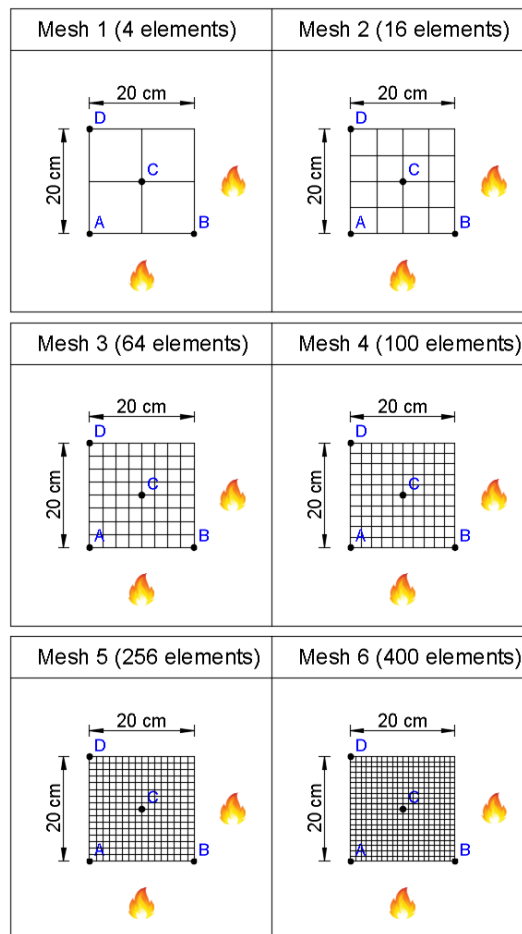 Mesh 1 (4 elements)
Mesh 2 (16 elements)
20 cm
20 cm
D
D
20 cm
C
20 cm
C
A
B
A
B
Mesh 3 (64 elements)
Mesh 4 (100 elements)
20 cm
20 cm
D
D
20 cm
C
20 cm
C
A
B
A
B
Mesh 5 (256 elements)
Mesh 6 (400 elements)
20 cm
20 cm
D
D
20 cm
C
20 cm
C
A
B
A
B